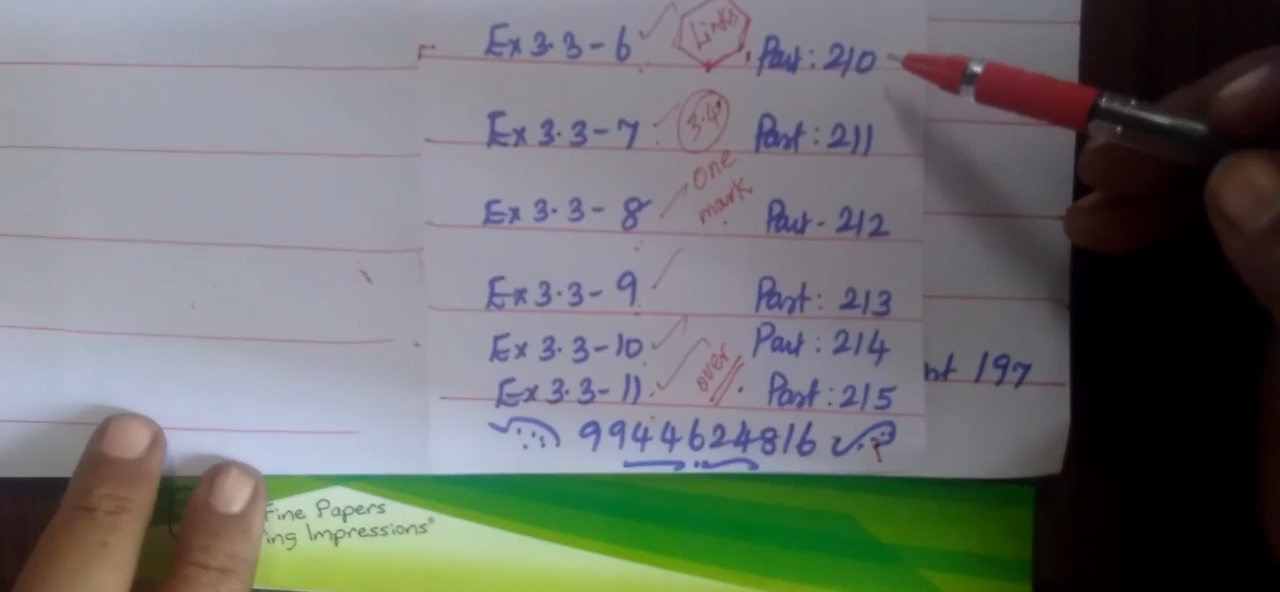 Ex 3.3-6 Links Part: 210
Ex 3.3-7 3.4 Part: 211
one
mark
Ex 3.3-8 Part- 212
Ex 3.3-9 Part: 213
Ex 3.3-10 Part: 214
Ex 3.3-11 over Part: 215
197
9944624816
Fine Papers
ing Impressions®